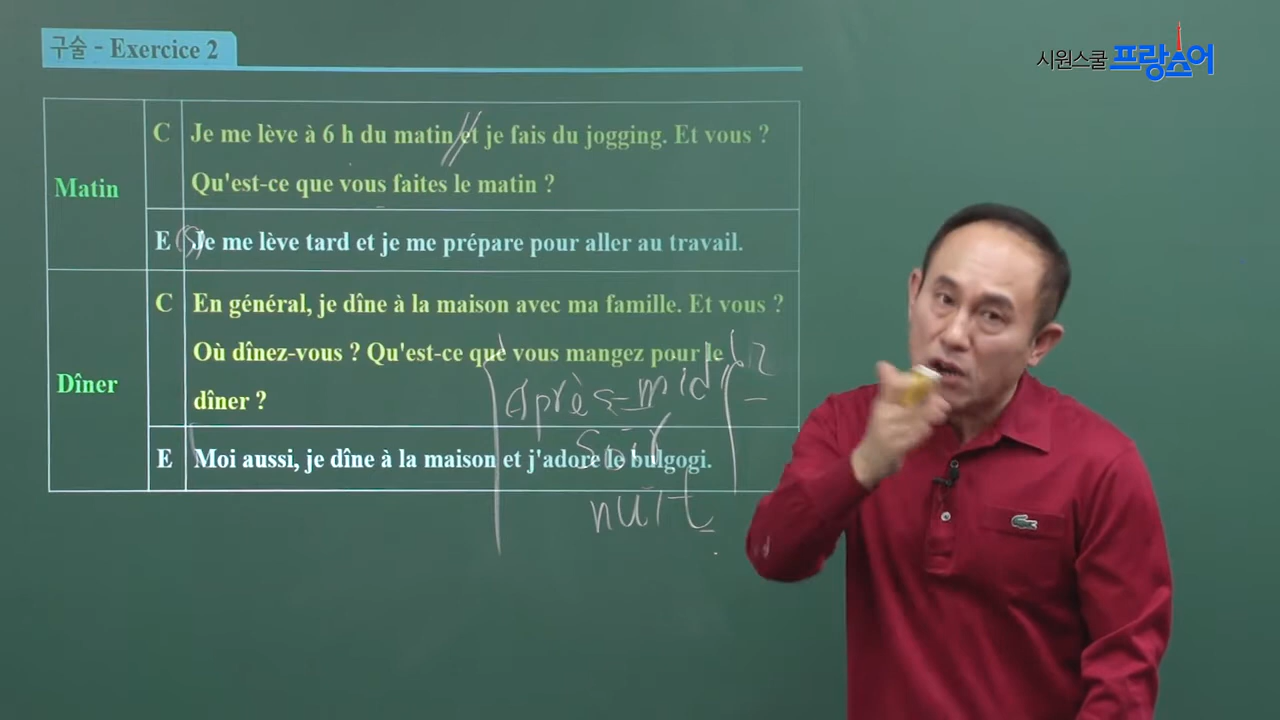 구술 - Exercice 2
시원스쿨 프랑스어
Matin
C
Je me lève à 6 h du matin et je fais du jogging. Et vous ?
Qu'est-ce que vous faites le matin ?
E
Je me lève tard et je me prépare pour aller au travail.
Dîner
C
En général, je dîne à la maison avec ma famille. Et vous ?
Où dînez-vous ? Qu'est-ce que vous mangez pour le
dîner ?
E
Moi aussi, je dîne à la maison et j'adore le bulgogi.
après-midi
soir
nuit